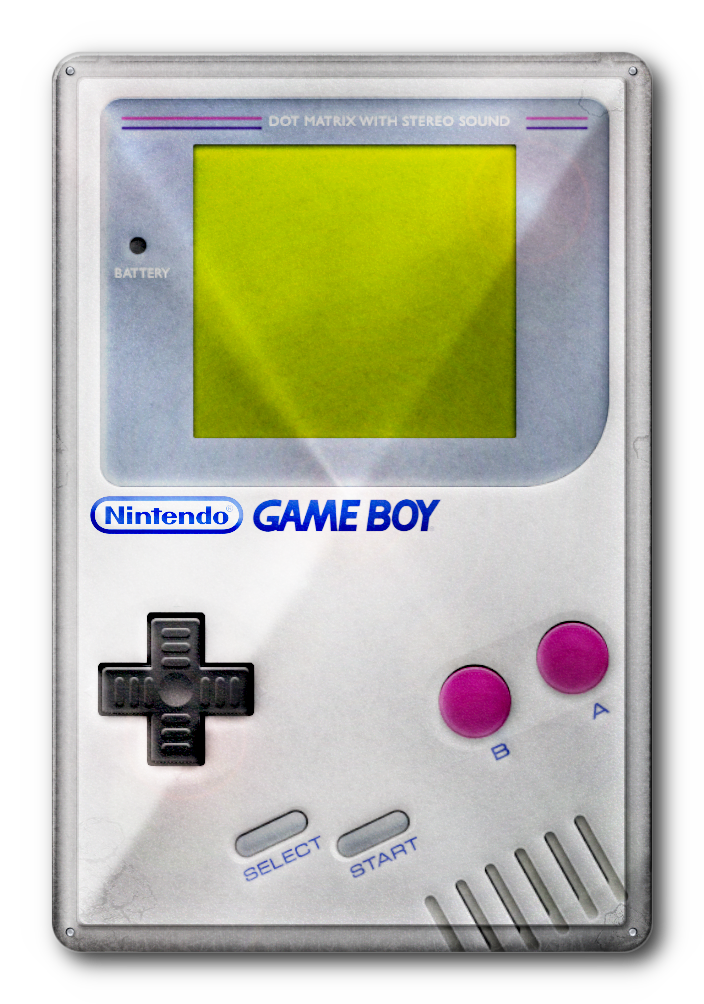 DOT MATRIX WITH STEREO SOUND
BATTERY
Nintendo® GAME BOY
B
A
SELECT
START